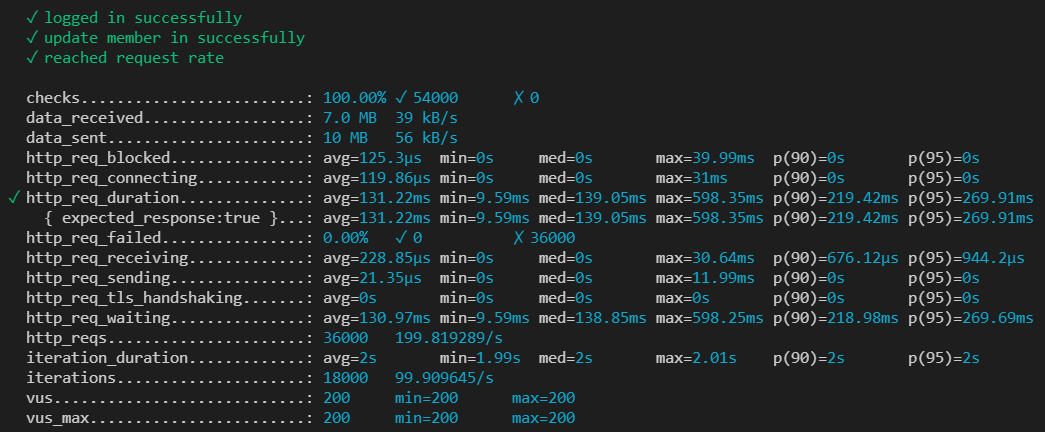 ✓ logged in successfully
✓ update member in successfully
✓ reached request rate
checks.........................: 100.00% ✓ 54000 ✗ 0
data_received..................: 7.0 MB 39 kB/s
data_sent......................: 10 MB 56 kB/s
http_req_blocked...............: avg=125.3µs min=0s med=0s max=39.99ms p(90)=0s p(95)=0s
http_req_connecting............: avg=119.86µs min=0s med=0s max=31ms p(90)=0s p(95)=0s
✓ http_req_duration..............: avg=131.22ms min=9.59ms med=139.05ms max=598.35ms p(90)=219.42ms p(95)=269.91ms
{ expected_response:true }...: avg=131.22ms min=9.59ms med=139.05ms max=598.35ms p(90)=219.42ms p(95)=269.91ms
http_req_failed................: 0.00% ✓ 0 ✗ 36000
http_req_receiving.............: avg=228.85µs min=0s med=0s max=30.64ms p(90)=676.12µs p(95)=944.2µs
http_req_sending...............: avg=21.35µs min=0s med=0s max=11.99ms p(90)=0s p(95)=0s
http_req_tls_handshaking.......: avg=0s min=0s med=0s max=0s p(90)=0s p(95)=0s
http_req_waiting...............: avg=130.97ms min=9.59ms med=138.85ms max=598.25ms p(90)=218.98ms p(95)=269.69ms
http_reqs......................: 36000 199.819289/s
iteration_duration.............: avg=2s min=1.99s med=2s max=2.01s p(90)=2s p(95)=2s
iterations.....................: 18000 99.909645/s
vus............................: 200 min=200 max=200
vus_max........................: 200 min=200 max=200